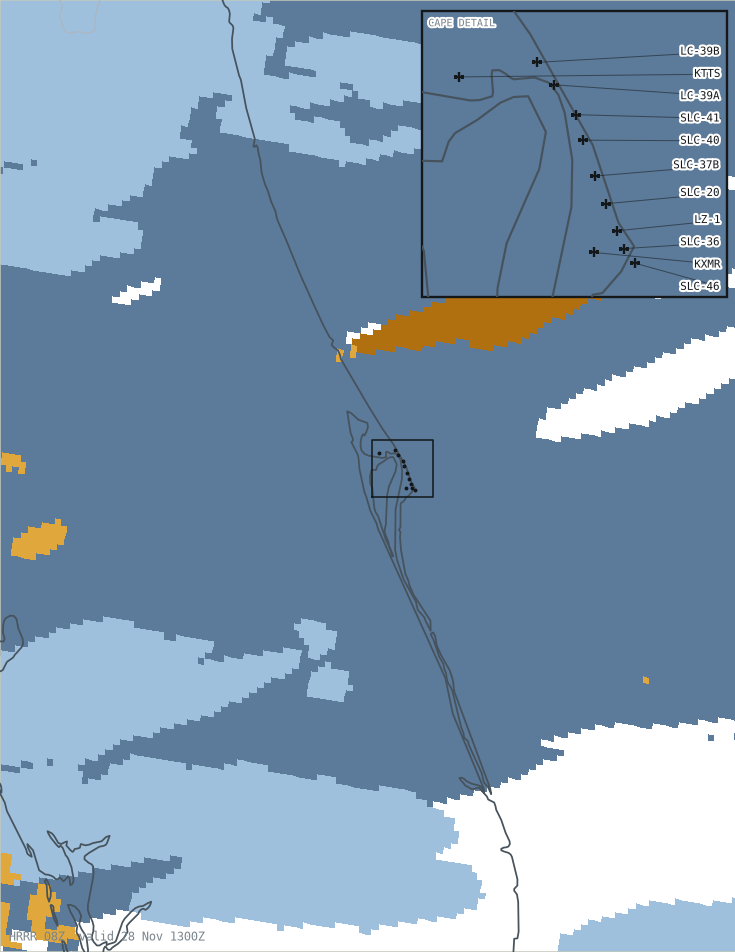 CAPE DETAIL
LC-39B
KTTS
LC-39A
SLC-41
SLC-40
SLC-37B
SLC-20
LZ-1
SLC-36
KXMR
SLC-46
HRRR 08Z valid 28 Nov 1300Z